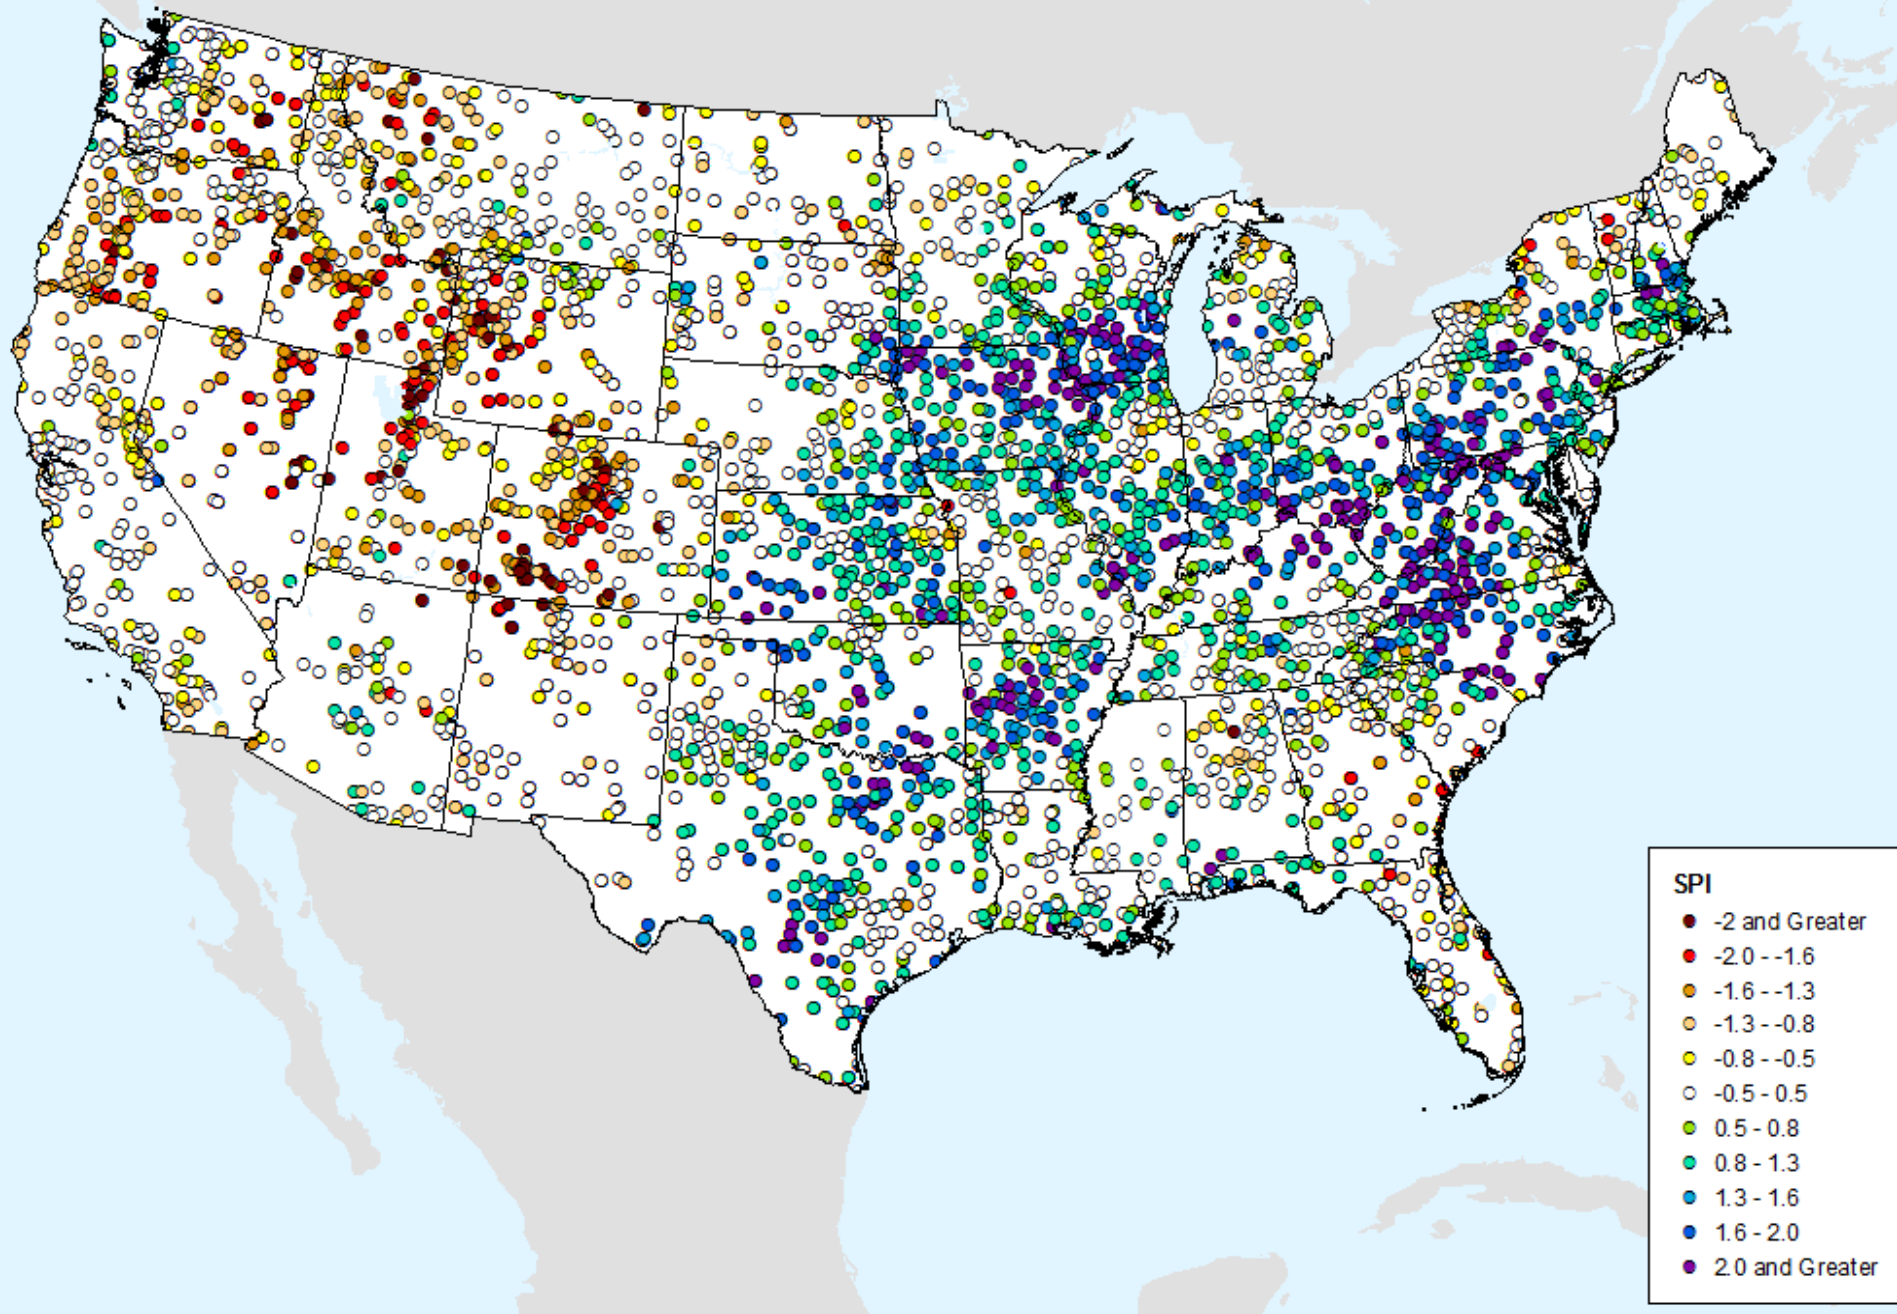 SPI
-2 and Greater
-2.0 - -1.6
-1.6 - -1.3
-1.3 - -0.8
-0.8 - -0.5
-0.5 - 0.5
0.5 - 0.8
0.8 - 1.3
1.3 - 1.6
1.6 - 2.0
2.0 and Greater